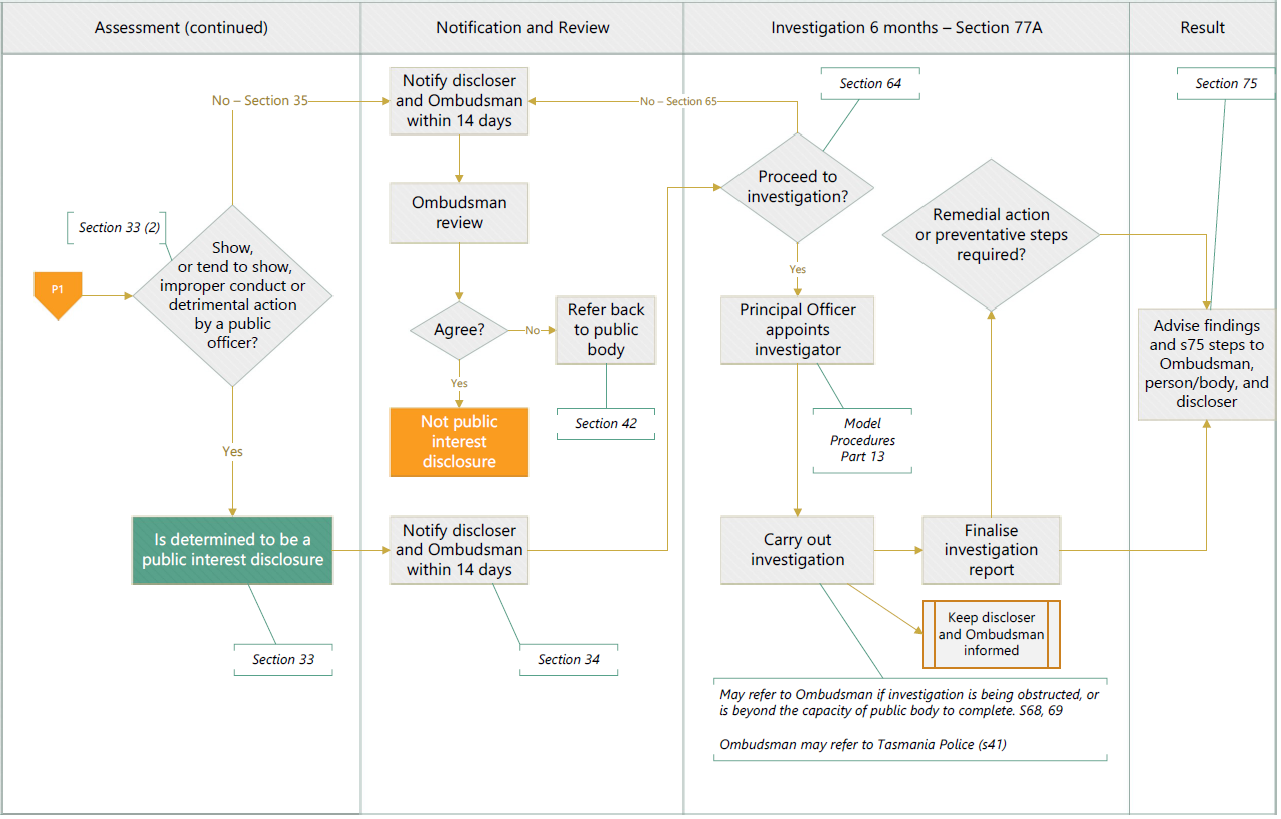 Assessment (continued)
Notification and Review
Investigation 6 months – Section 77A
Result
P1
Section 33 (2)
Show,
or tend to show,
improper conduct or
detrimental action
by a public
officer?
No – Section 35
Yes
Is determined to be a
public interest disclosure
Section 33
Notify discloser
and Ombudsman
within 14 days
Ombudsman
review
Agree?
No
Refer back
to public
body
Section 42
Yes
Not public
interest
disclosure
Notify discloser
and Ombudsman
within 14 days
Section 34
No – Section 65
Section 64
Proceed to
investigation?
Yes
Principal Officer
appoints
investigator
Model
Procedures
Part 13
Carry out
investigation
Finalise
investigation
report
Keep discloser
and Ombudsman
informed
May refer to Ombudsman if investigation is being obstructed, or
is beyond the capacity of public body to complete. S68, 69
Ombudsman may refer to Tasmania Police (s41)
Remedial action
or preventative steps
required?
Section 75
Advise findings
and s75 steps to
Ombudsman,
person/body, and
discloser